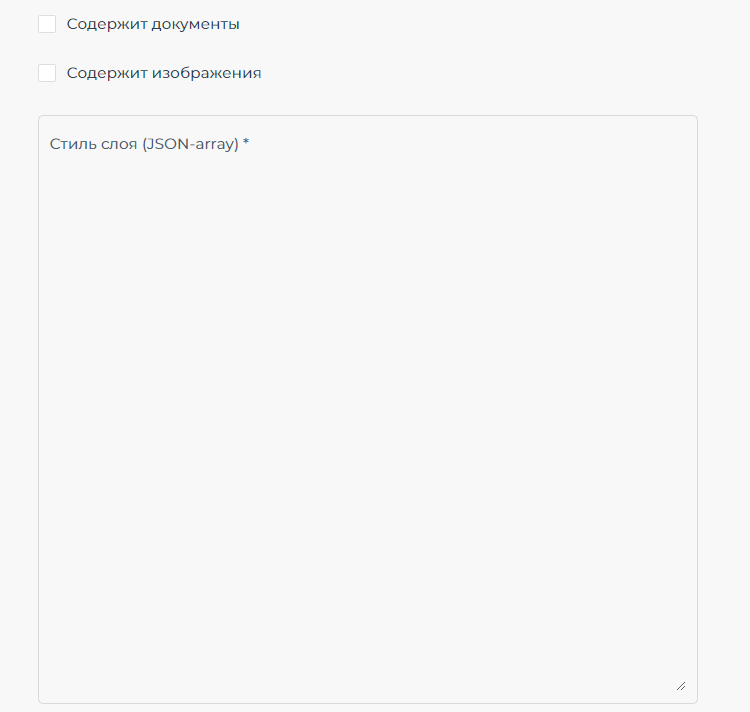 Содержит документы
Содержит изображения
Стиль слоя (JSON-array) *